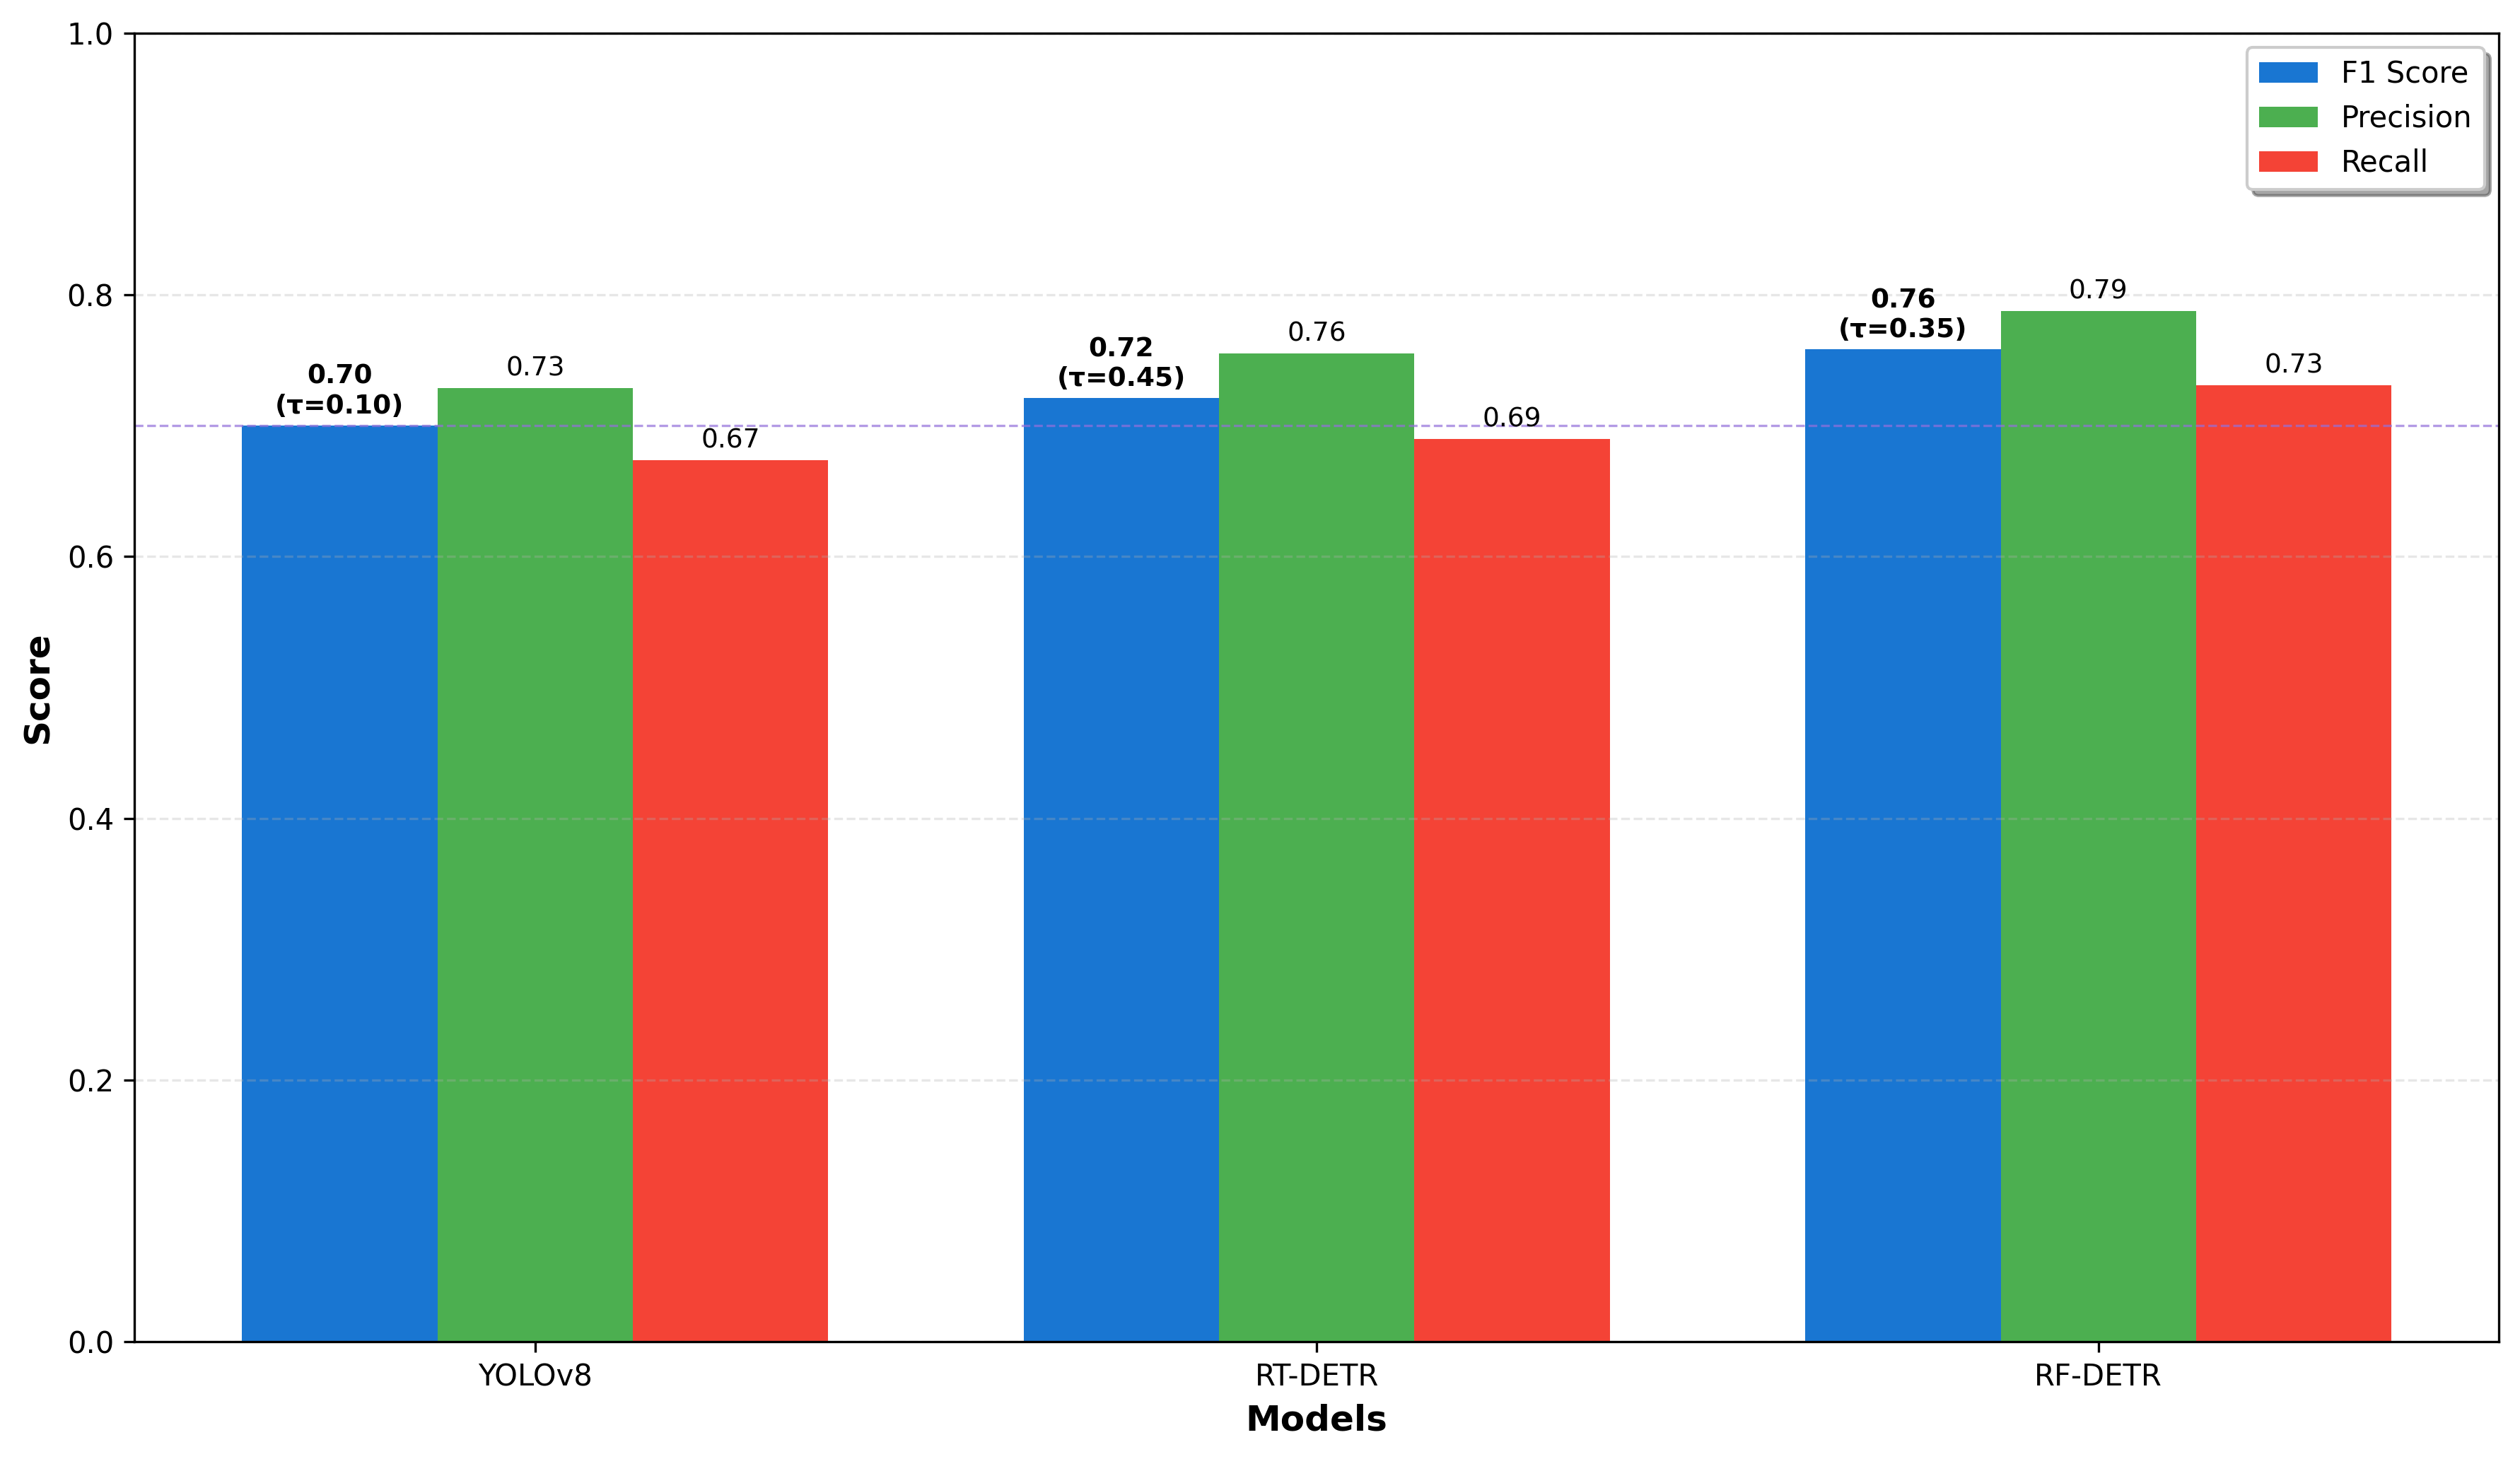 1.0
0.8
0.6
0.4
0.2
0.0
Score
F1 Score
Precision
Recall
0.70
(τ=0.10)
0.73
0.67
0.72
(τ=0.45)
0.76
0.69
0.76
(τ=0.35)
0.79
0.73
YOLOv8
RT-DETR
RF-DETR
Models